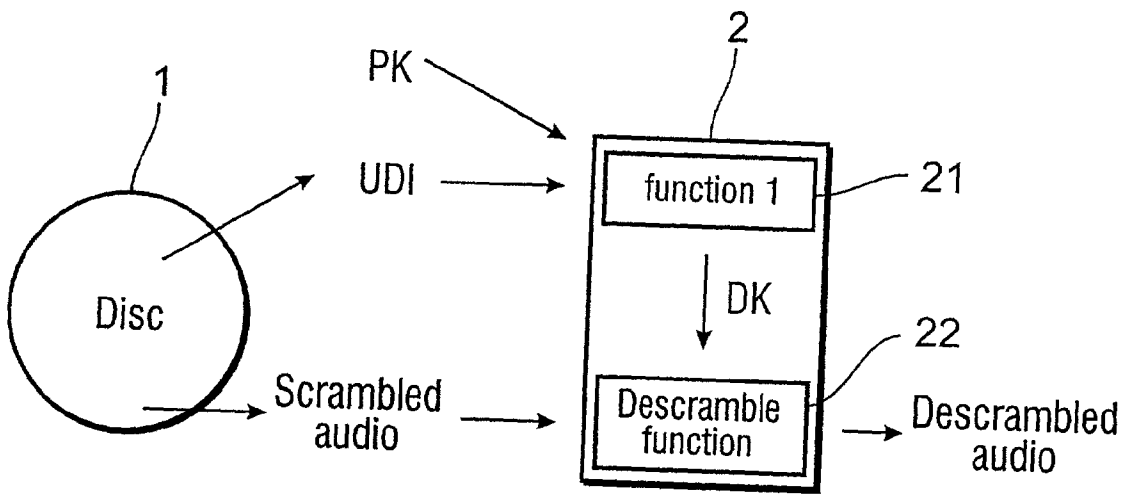 2
PK
1
UDI
function 1
21
Disc
DK
22
Scrambled
audio
Descramble
function
Descrambled
audio